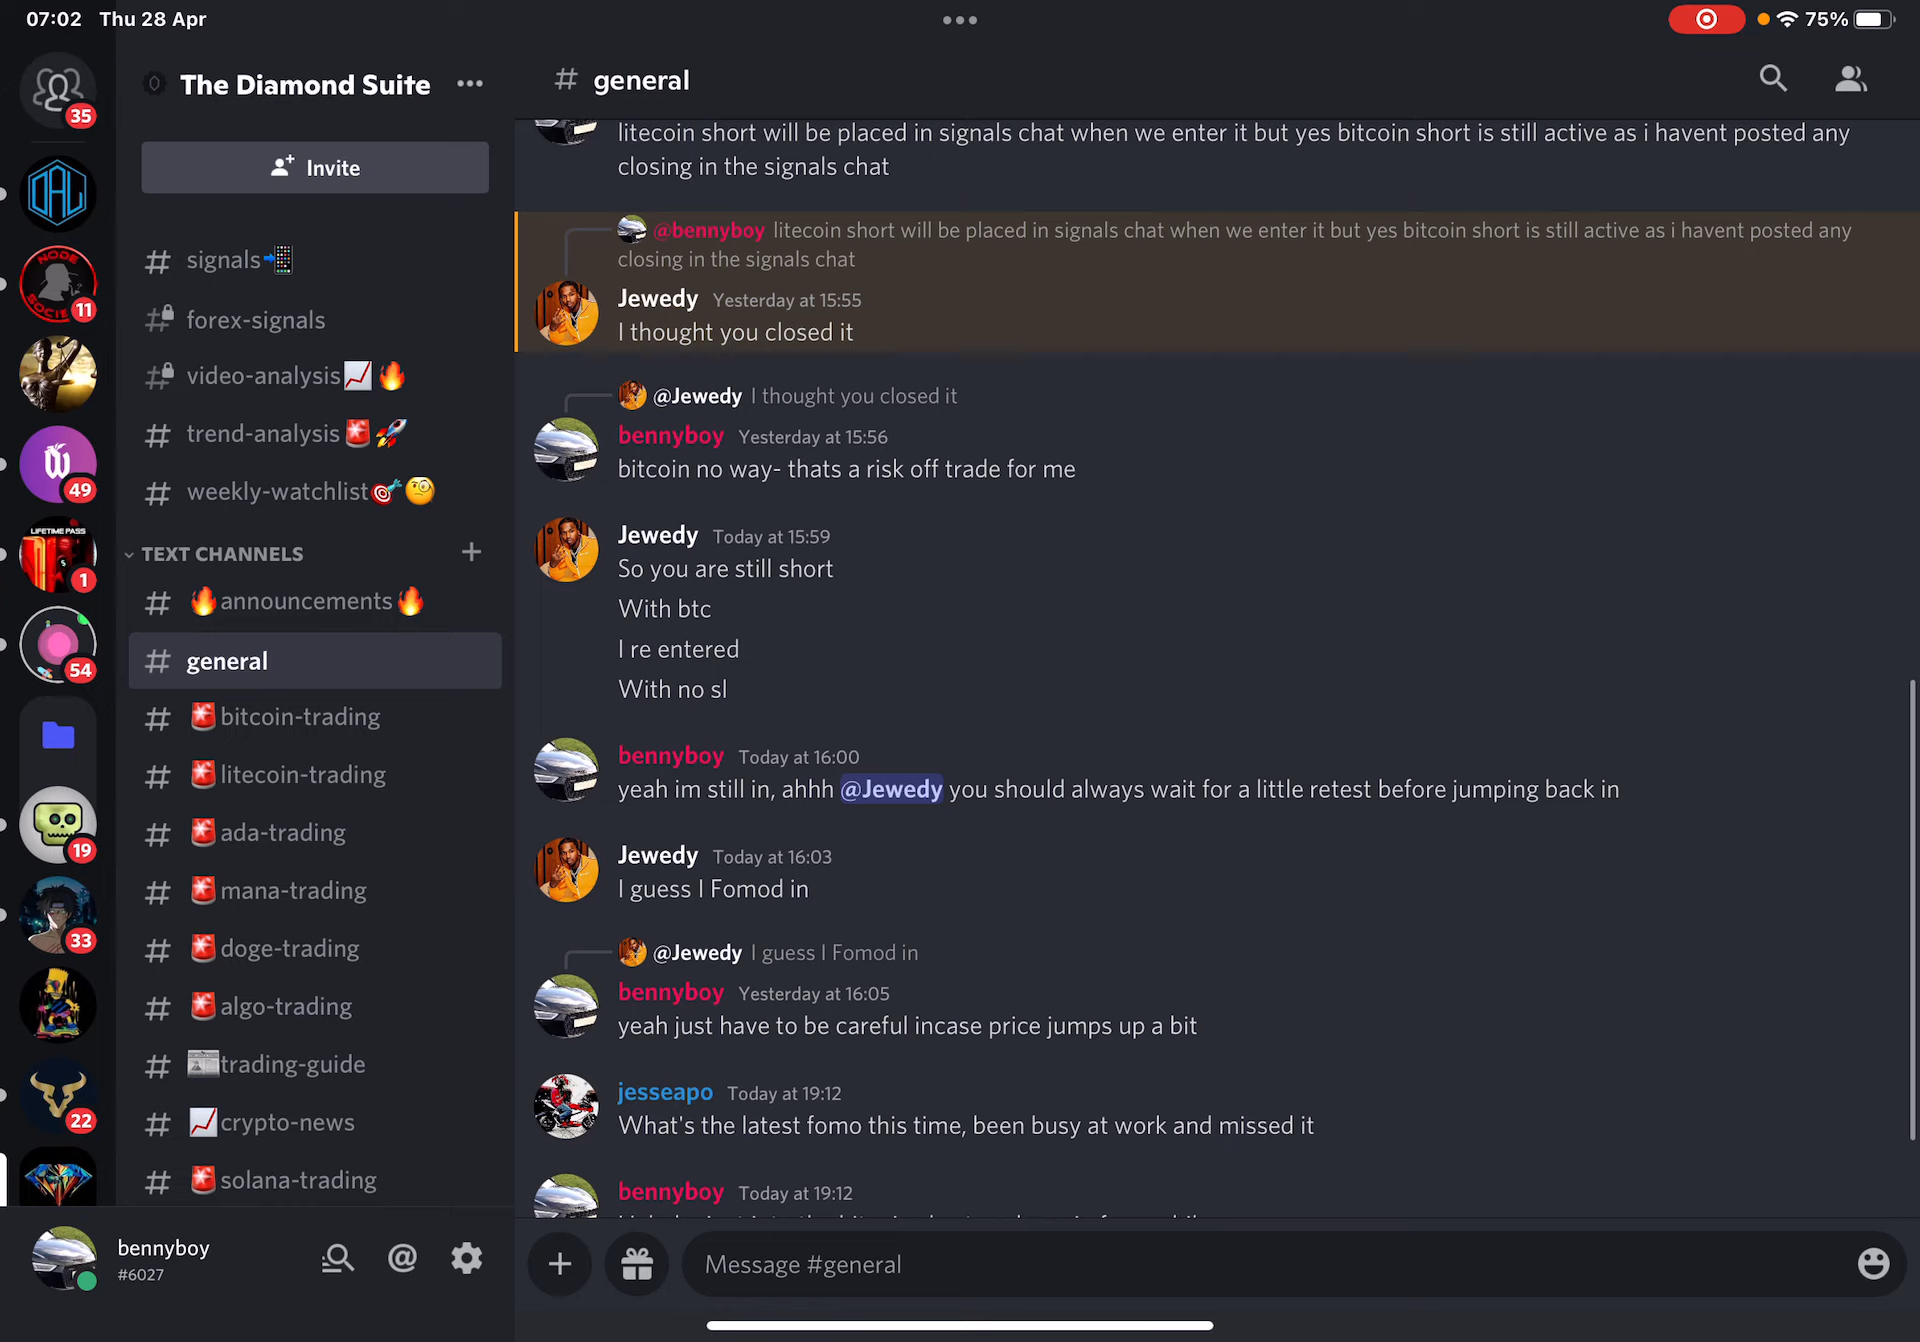 07:02 Thu 28 Apr
75%
35
The Diamond Suite
Invite
NODE
SOCIE
11
49
LIFETIME PASS
1
54
19
33
22
signals
forex-signals
video-analysis
trend-analysis
weekly-watchlist
TEXT CHANNELS
announcements
general
bitcoin-trading
litecoin-trading
ada-trading
mana-trading
doge-trading
algo-trading
trading-guide
crypto-news
solana-trading
bennyboy
#6027
# general
litecoin short will be placed in signals chat when we enter it but yes bitcoin short is still active as i havent posted any
closing in the signals chat
@bennyboy litecoin short will be placed in signals chat when we enter it but yes bitcoin short is still active as i havent posted any
closing in the signals chat
Jewedy Yesterday at 15:55
I thought you closed it
@Jewedy I thought you closed it
bennyboy Yesterday at 15:56
bitcoin no way- thats a risk off trade for me
Jewedy Today at 15:59
So you are still short
With btc
I re entered
With no sl
bennyboy Today at 16:00
yeah im still in, ahhh @Jewedy you should always wait for a little retest before jumping back in
Jewedy Today at 16:03
I guess I Fomod in
@Jewedy I guess I Fomod in
bennyboy Yesterday at 16:05
yeah just have to be careful incase price jumps up a bit
jesseapo Today at 19:12
What's the latest fomo this time, been busy at work and missed it
bennyboy Today at 19:12
Message #general